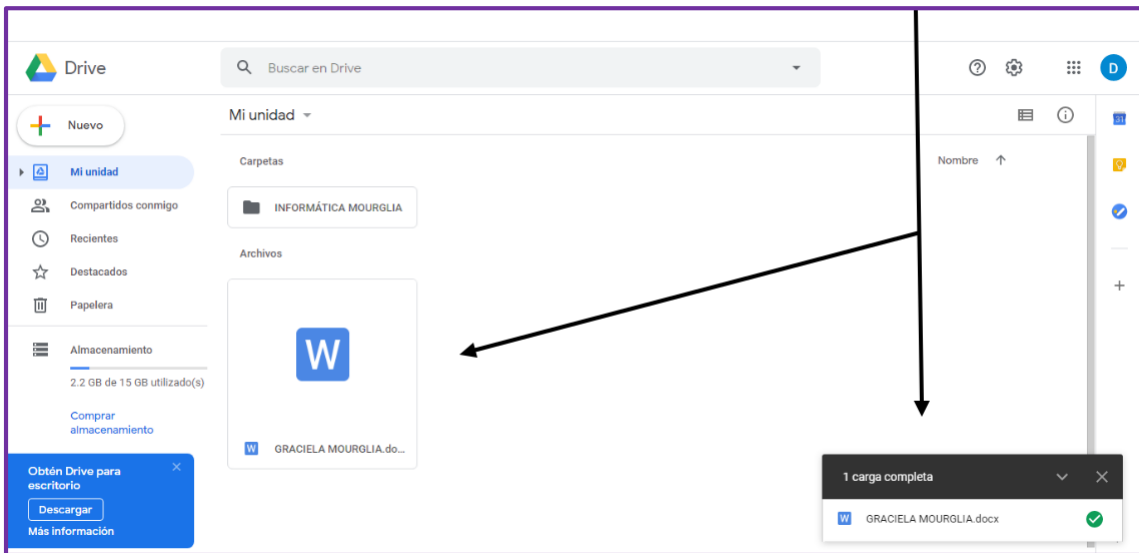 Drive
Buscar en Drive
D
Nuevo
Mi unidad
31
Mi unidad
Carpetas
Nombre
Compartidos conmigo
INFORMÁTICA MOURGLIA
Recientes
Archivos
Destacados
Papelera
W
Almacenamiento
2.2 GB de 15 GB utilizado(s)
Comprar
almacenamiento
W GRACIELA MOURGLIA.do...
Obtén Drive para
escritorio
Descargar
Más información
1 carga completa
W GRACIELA MOURGLIA.docx